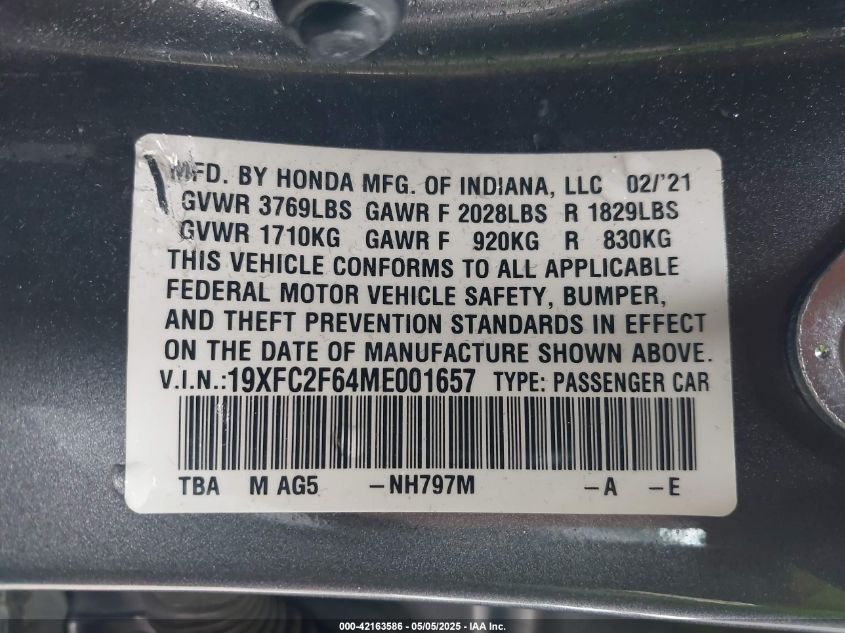 MFD. BY HONDA MFG. OF INDIANA, LLC 02/'21
GVWR 3769LBS GAWR F 2028LBS R 1829LBS
GVWR 1710KG GAWR F 920KG R 830KG
THIS VEHICLE CONFORMS TO ALL APPLICABLE
FEDERAL MOTOR VEHICLE SAFETY, BUMPER,
AND THEFT PREVENTION STANDARDS IN EFFECT
ON THE DATE OF MANUFACTURE SHOWN ABOVE.
V.I.N.:19XFC2F64ME001657 TYPE: PASSENGER CAR
TBA M AG5 –NH797M –A –E
000-42163586 - 05/05/2025 - IAA Inc.